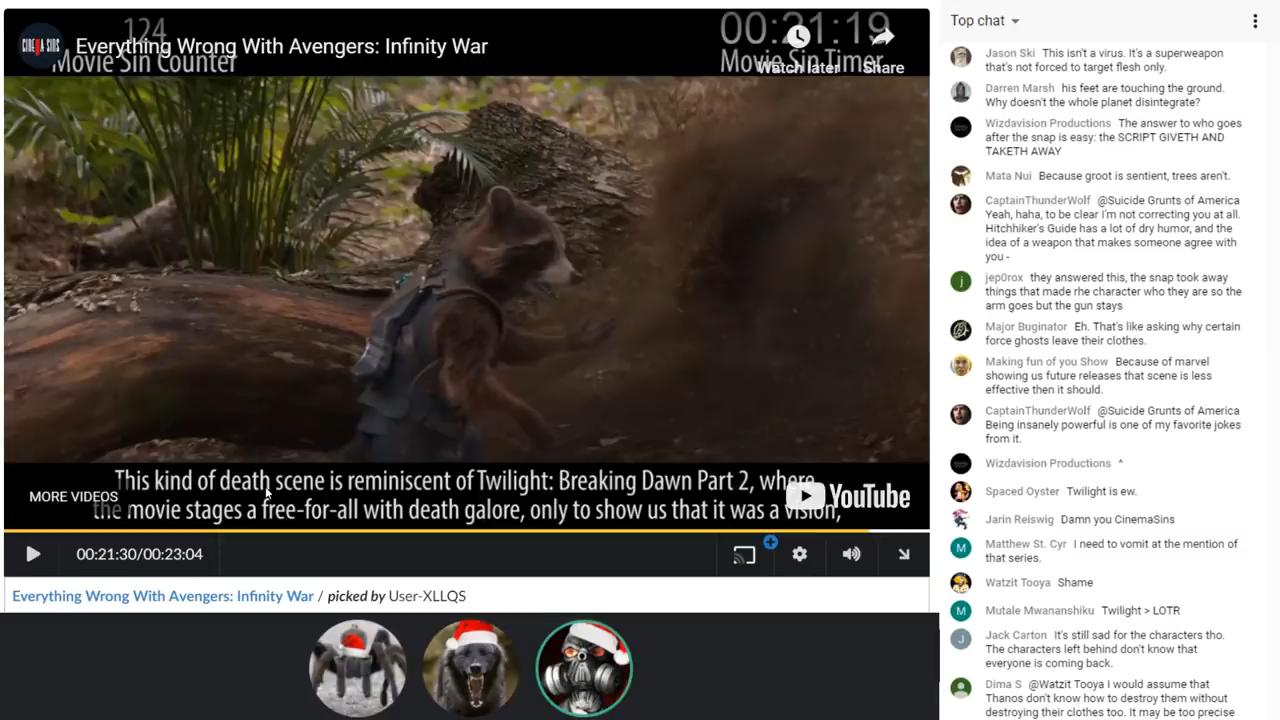 124
Movie Sin Counter
CINEMA SINS
Everything Wrong With Avengers: Infinity War
00:21:19
Movie Sin Timer
Watch later
Share
This kind of death scene is reminiscent of Twilight: Breaking Dawn Part 2, where
the movie stages a free-for-all with death galore, only to show us that it was a vision,
MORE VIDEOS
YouTube
00:21:30/00:23:04
Everything Wrong With Avengers: Infinity War / picked by User-XLLQS
Top chat
Jason Ski This isn't a virus. It's a superweapon
that's not forced to target flesh only.
Darren Marsh his feet are touching the ground.
Why doesn't the whole planet disintegrate?
Wizdavision Productions The answer to who goes
after the snap is easy: the SCRIPT GIVETH AND
TAKETH AWAY
Mata Nui Because groot is sentient, trees aren't.
CaptainThunderWolf @Suicide Grunts of America
Yeah, haha, to be clear I'm not correcting you at all.
Hitchhiker's Guide has a lot of dry humor, and the
idea of a weapon that makes someone agree with
you -
j
jep0rox they answered this, the snap took away
things that made rhe character who they are so the
arm goes but the gun stays
Major Buginator Eh. That's like asking why certain
force ghosts leave their clothes.
Making fun of you Show Because of marvel
showing us future releases that scene is less
effective then it should.
CaptainThunderWolf @Suicide Grunts of America
Being insanely powerful is one of my favorite jokes
from it.
Wizdavision Productions ^
Spaced Oyster Twilight is ew.
Jarin Reiswig Damn you CinemaSins
M
Matthew St. Cyr I need to vomit at the mention of
that series.
Watzit Tooya Shame
M
Mutale Mwananshiku Twilight > LOTR
J
Jack Carton It's still sad for the characters tho.
The characters left behind don't know that
everyone is coming back.
Dima S @Watzit Tooya I would assume that
Thanos don't know how to destroy them without
destroying their clothes too. It may be too precise